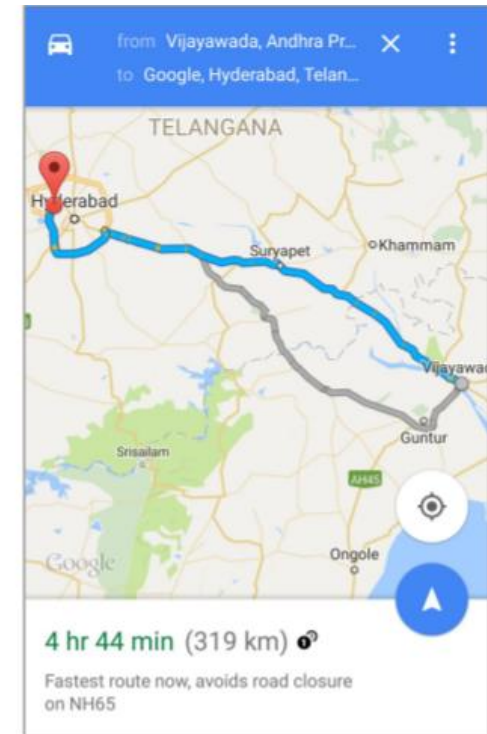 from Vijayawada, Andhra Pr...
to Google, Hyderabad, Telan...
TELANGANA
Hyderabad
Suryapet
Khammam
Vijayawa
Guntur
Srisailam
AH45
Ongole
Google
4 hr 44 min (319 km)
Fastest route now, avoids road closure
on NH65